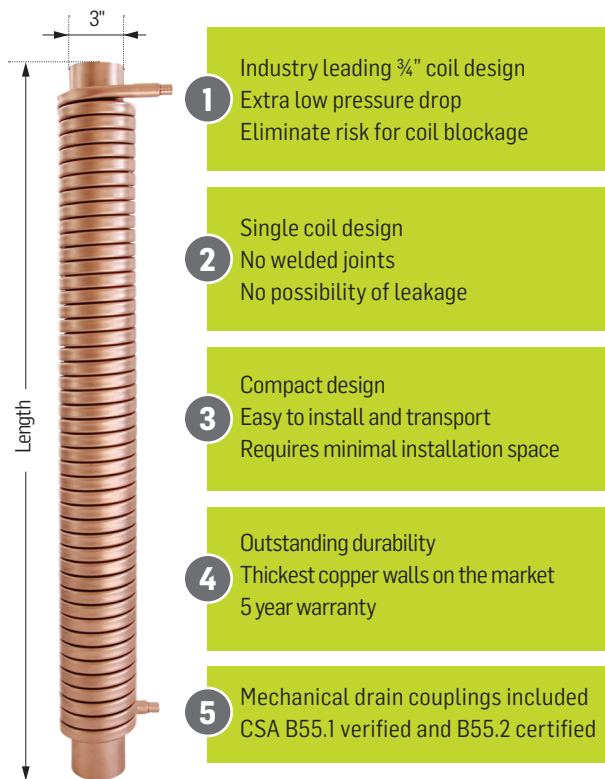 3"
Length
1
Industry leading ¾" coil design
Extra low pressure drop
Eliminate risk for coil blockage
2
Single coil design
No welded joints
No possibility of leakage
3
Compact design
Easy to install and transport
Requires minimal installation space
4
Outstanding durability
Thickest copper walls on the market
5 year warranty
5
Mechanical drain couplings included
CSA B55.1 verified and B55.2 certified